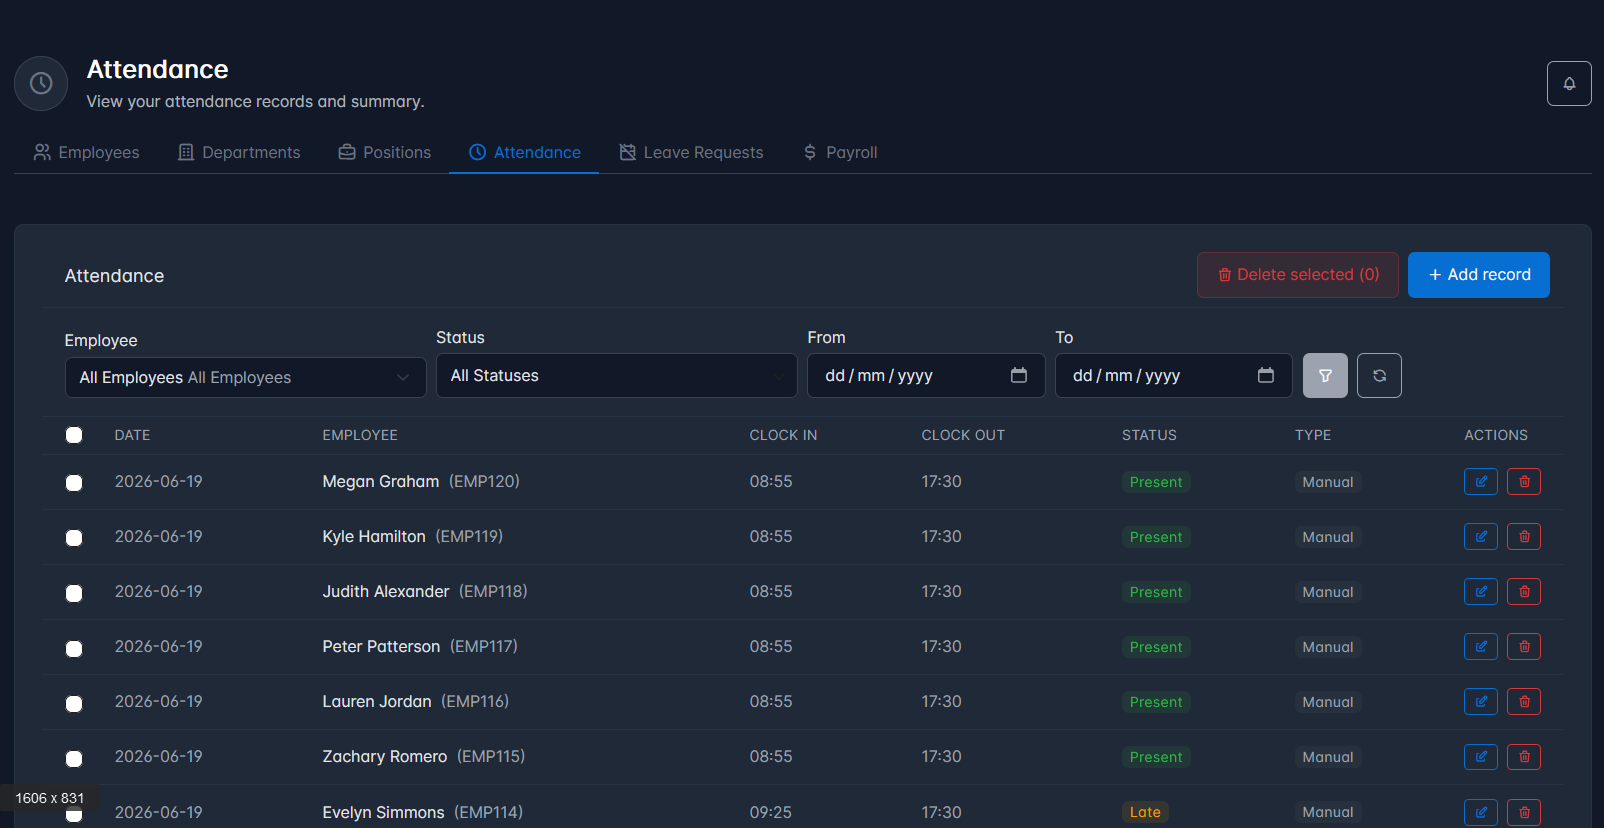 Attendance
View your attendance records and summary.
Employees Departments Positions Attendance Leave Requests Payroll
Attendance
Delete selected (0) + Add record
Employee Status From To
All Employees All Employees All Statuses dd/mm/yyyy dd/mm/yyyy
DATE EMPLOYEE CLOCK IN CLOCK OUT STATUS TYPE ACTIONS
2026-06-19 Megan Graham (EMP120) 08:55 17:30 Present Manual
2026-06-19 Kyle Hamilton (EMP119) 08:55 17:30 Present Manual
2026-06-19 Judith Alexander (EMP118) 08:55 17:30 Present Manual
2026-06-19 Peter Patterson (EMP117) 08:55 17:30 Present Manual
2026-06-19 Lauren Jordan (EMP116) 08:55 17:30 Present Manual
2026-06-19 Zachary Romero (EMP115) 08:55 17:30 Present Manual
1606 x 831
2026-06-19 Evelyn Simmons (EMP114) 09:25 17:30 Late Manual